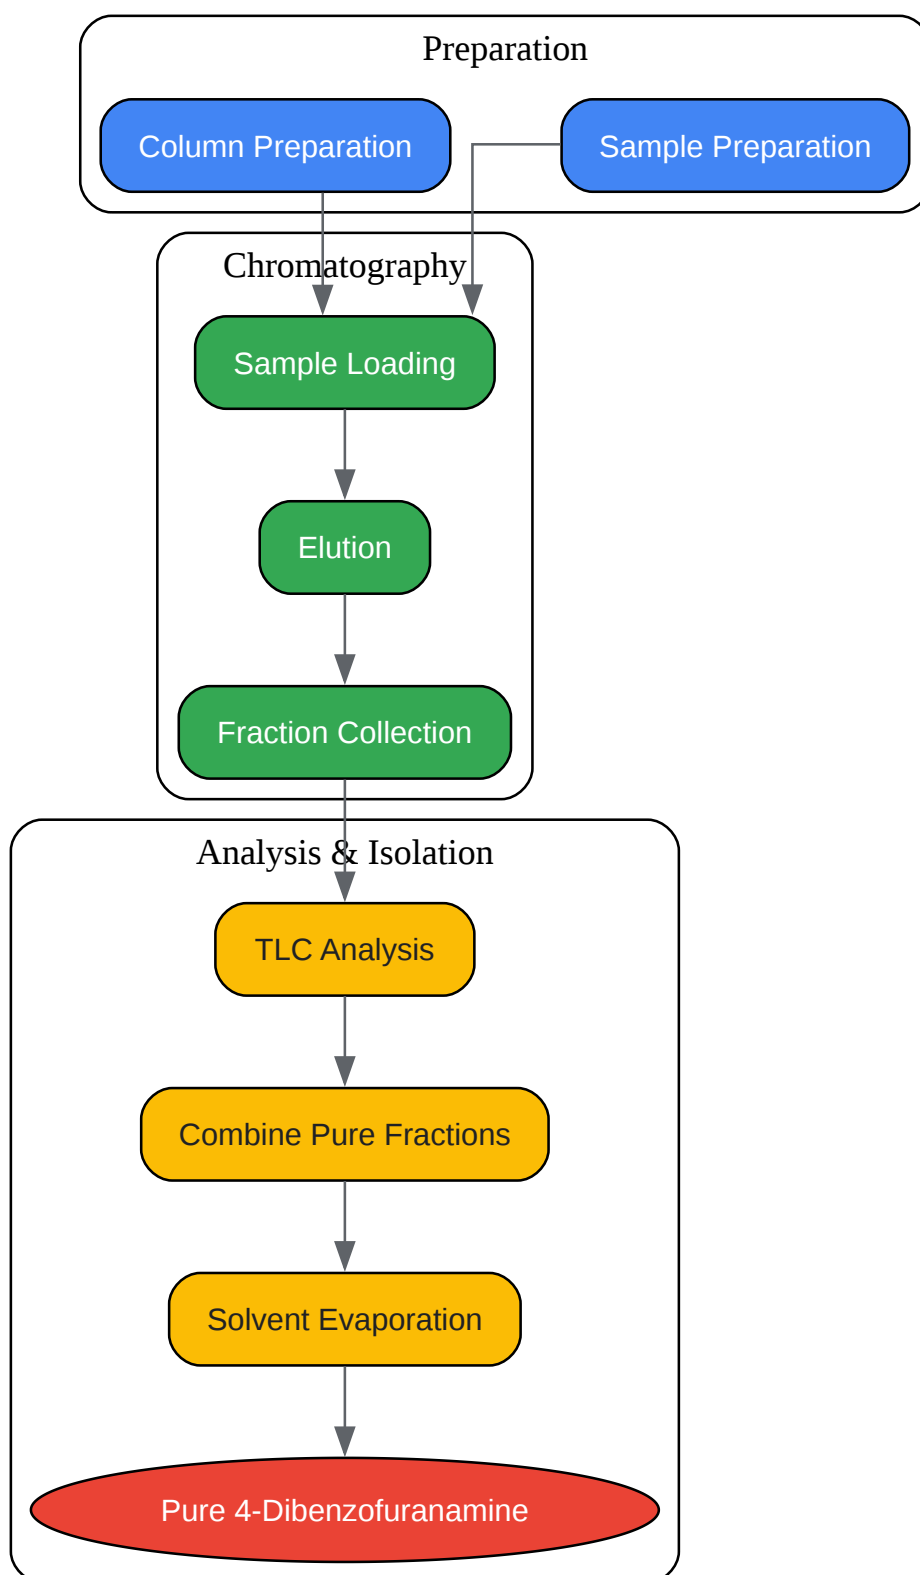 Preparation
Column Preparation
Sample Preparation
Chromatography
Sample Loading
Elution
Fraction Collection
Analysis & Isolation
TLC Analysis
Combine Pure Fractions
Solvent Evaporation
Pure 4-Dibenzofuranamine